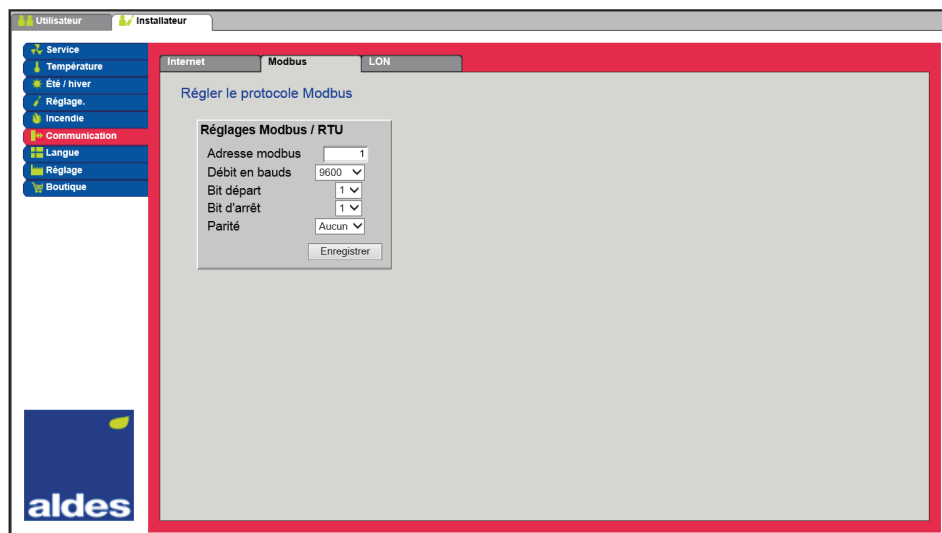 Utilisateur
Installateur
Service
Température
Été / hiver
Réglage.
Incendie
Communication
Langue
Réglage
Boutique
Internet
Modbus
LON
Régler le protocole Modbus
Réglages Modbus / RTU
Adresse modbus 1
Débit en bauds 9600
Bit départ 1
Bit d'arrêt 1
Parité Aucun
Enregistrer
aldes